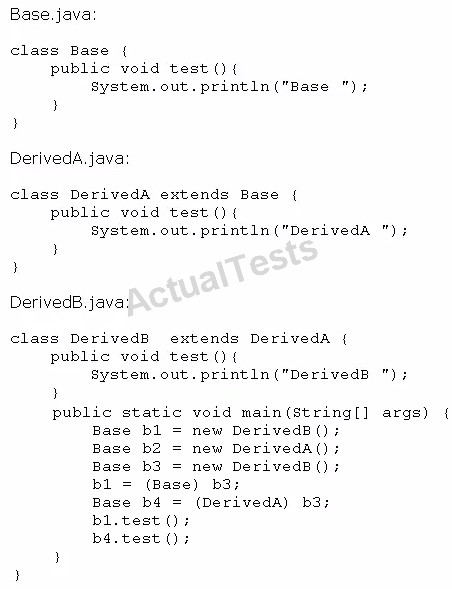 Base.java:
class Base {
    public void test(){
        System.out.println("Base ");
    }
}
DerivedA.java:
class DerivedA extends Base {
    public void test(){
        System.out.println("DerivedA ");
    }
}
ActualTests
DerivedB.java:
class DerivedB  extends DerivedA {
    public void test(){
        System.out.println("DerivedB ");
    }
    public static void main(String[] args) {
        Base b1 = new DerivedB();
        Base b2 = new DerivedA();
        Base b3 = new DerivedB();
        b1 = (Base) b3;
        Base b4 = (DerivedA) b3;
        b1.test();
        b4.test();
    }
}